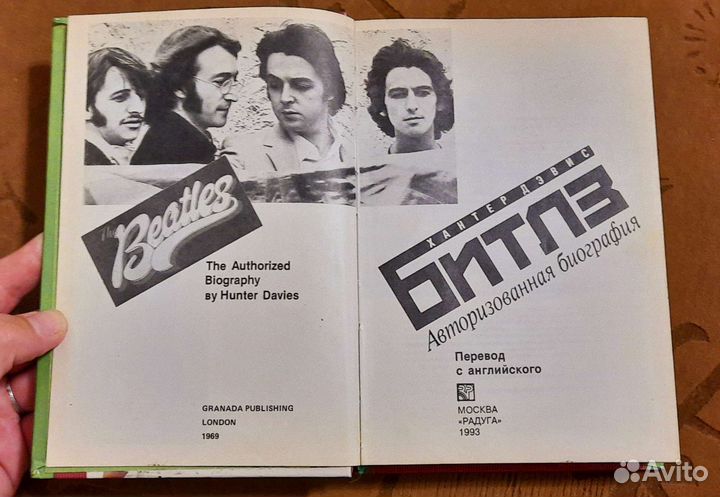 The Beatles
The Authorized
Biography
by Hunter Davies
GRANADA PUBLISHING
LONDON
1969
ХАНТЕР ДЭВИС
БИТЛЗ
Авторизованная биография
Перевод
с английского
МОСКВА
«РАДУГА»
1993
Avito